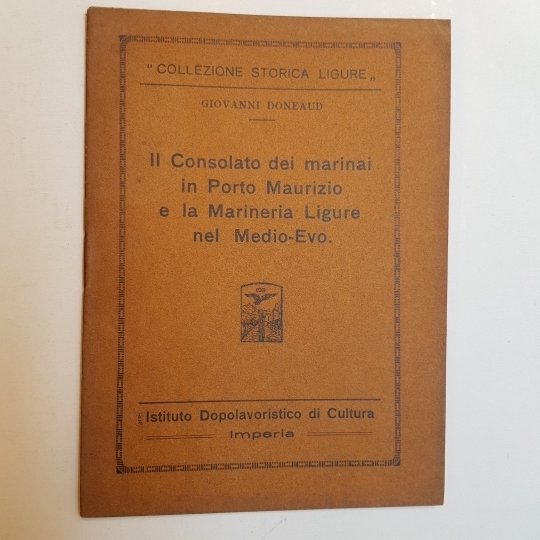 " COLLEZIONE STORICA LIGURE „
GIOVANNI DONEAUD
Il Consolato dei marinai
in Porto Maurizio
e la Marineria Ligure
nel Medio-Evo.
Istituto Dopolavoristico di Cultura
Imperia